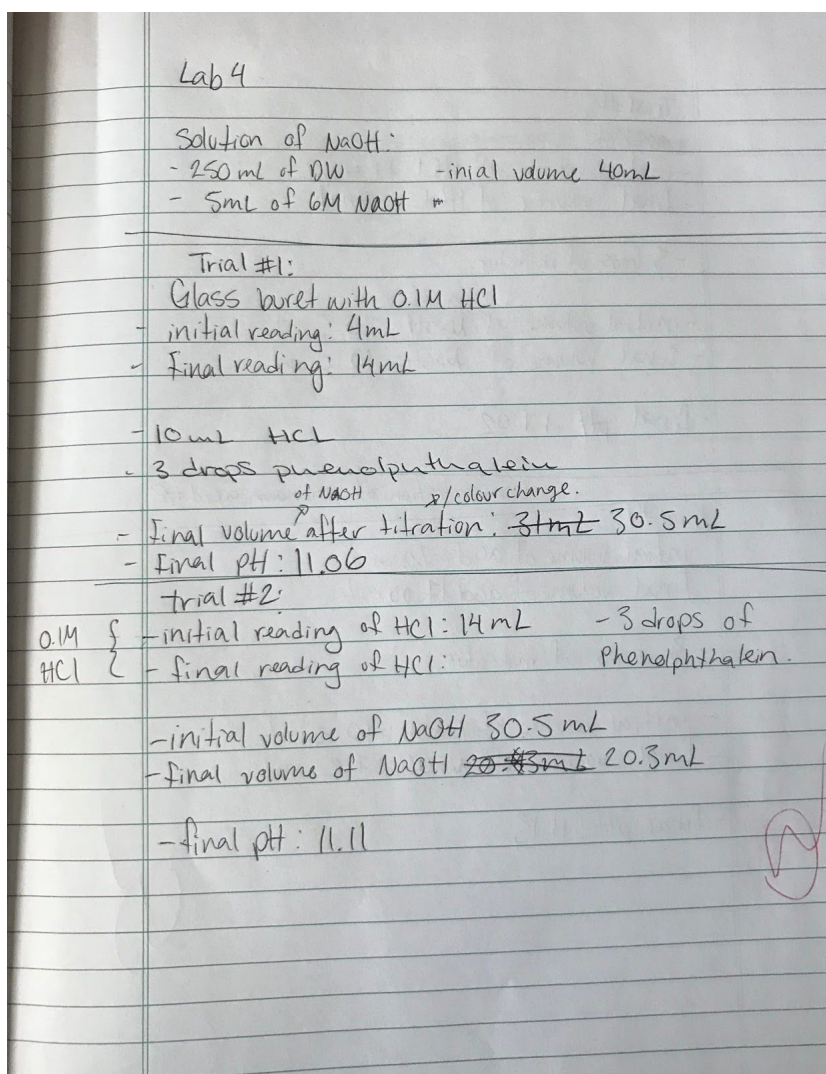 Lab 4
Solution of NaOH:
- 250 mL of DW -inial volume 40mL
- 5mL of 6M NaOH -
Trial #1:
Glass buret with 0.1M HCl
- initial reading: 4mL
- Final reading: 14mL
- 10 mL HCL
- 3 drops phenolphthalein
of NaOH /colour change.
- final volume after titration: 31mL 30.5mL
- Final pH: 11.06
trial #2:
0.1M { - initial reading of HCl: 14mL - 3 drops of
HCl { - final reading of HCl: Phenolphthalein.
- initial volume of NaOH 30.5mL
- final volume of NaOH 20.3mL
- final pH: 11.11